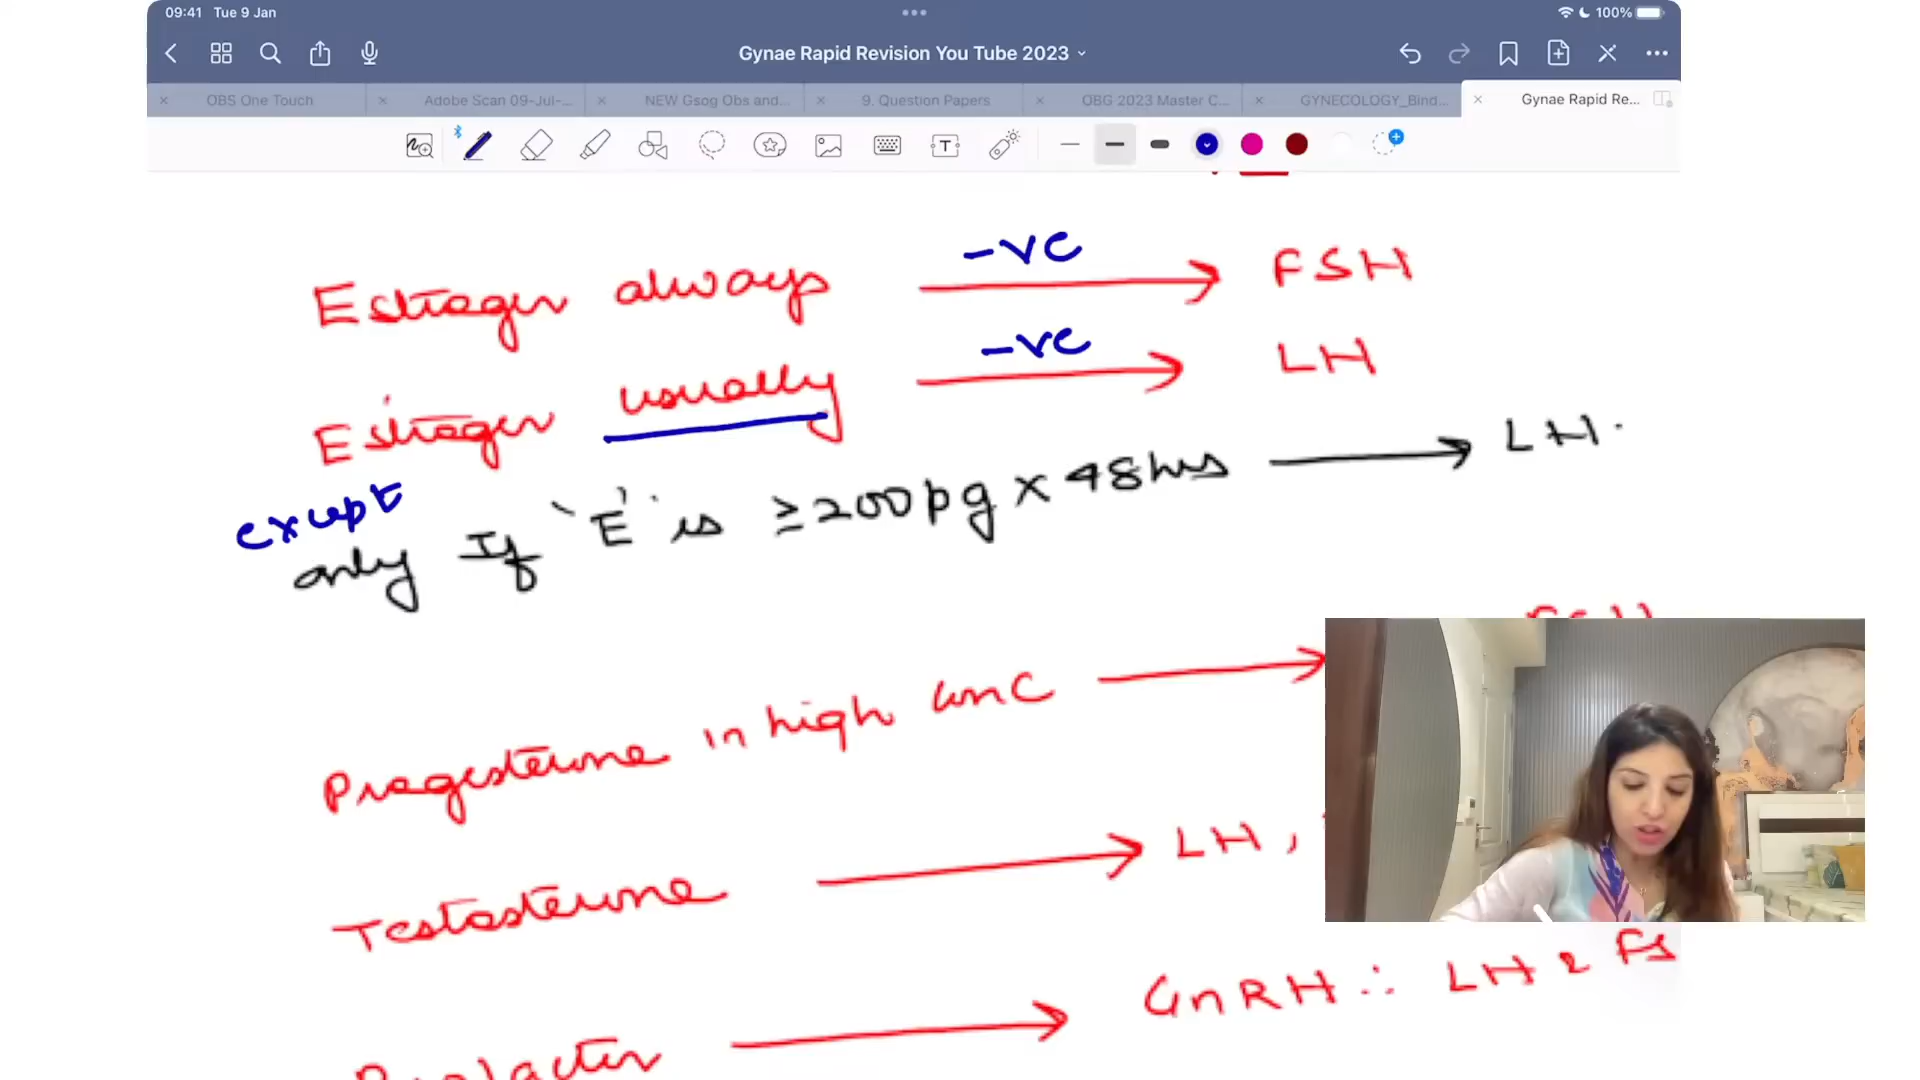 09:41 Tue 9 Jan 100%
Gynae Rapid Revision You Tube 2023
OBS One Touch Adobe Scan 09-Jul-... NEW Gsog Obs and... 9. Question Papers OBG 2023 Master C... GYNECOLOGY_Bind... Gynae Rapid Re...
Estrogen always -ve → FSH
Estrogen usually -ve → LH
except
only If 'E' is ≥200pg x 48hrs → LH.
FSH
Progesterone in high conc →
Testosterone → LH,
Prolactin → GnRH ∴ LH & FS